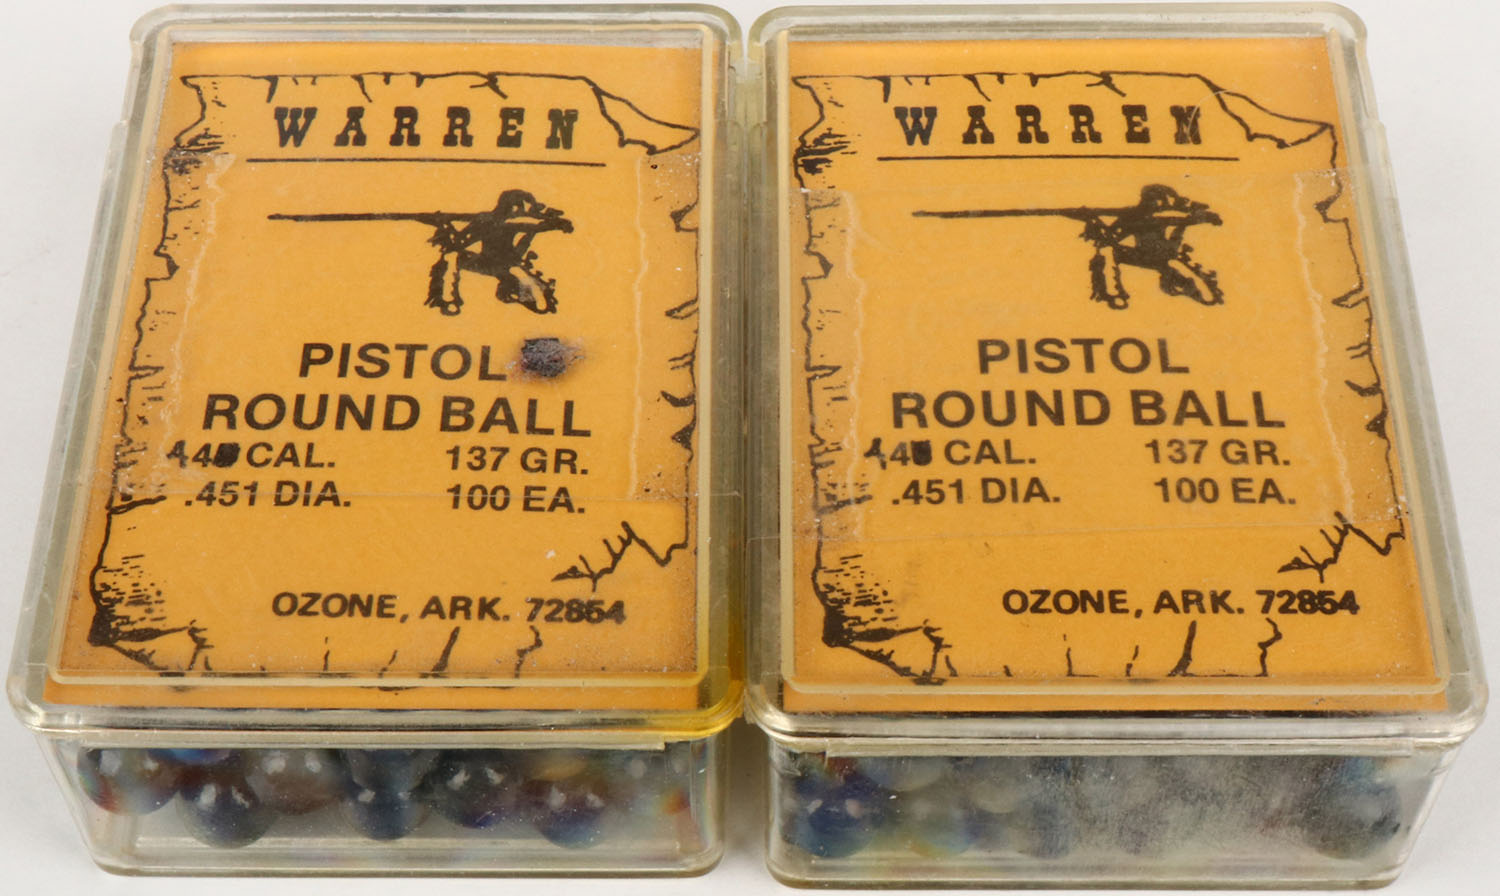 WARREN
PISTOL
ROUND BALL
CAL. 137 GR.
.451 DIA. 100 EA.
OZONE, ARK. 72854
WARREN
PISTOL
ROUND BALL
CAL. 137 GR.
.451 DIA. 100 EA.
OZONE, ARK. 72854